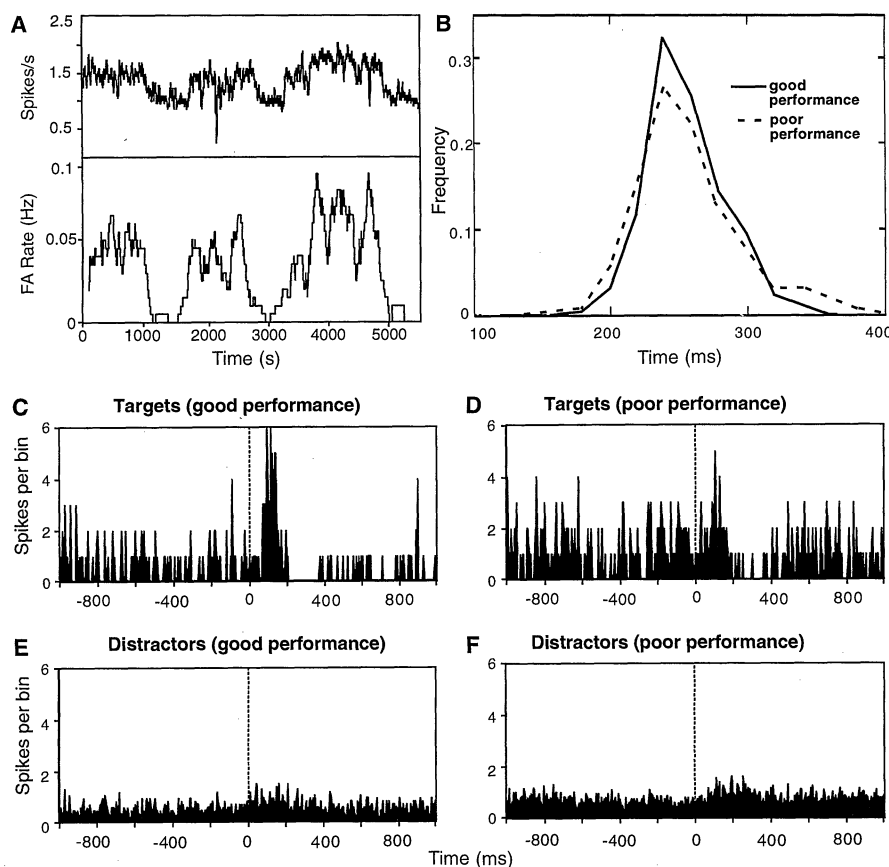 A
2.5
1.5
0.5
Spikes/s
0.1
0.05
0
FA Rate (Hz)
0 1000 2000 3000 4000 5000
Time (s)
B
0.3
0.2
0.1
0
Frequency
good
performance
poor
performance
100 200 300 400
Time (ms)
C Targets (good performance)
6
4
2
0
Spikes per bin
-800 -400 0 400 800
D Targets (poor performance)
6
4
2
0
-800 -400 0 400 800
E Distractors (good performance)
6
4
2
0
Spikes per bin
-800 -400 0 400 800
F Distractors (poor performance)
6
4
2
0
-800 -400 0 400 800
Time (ms)